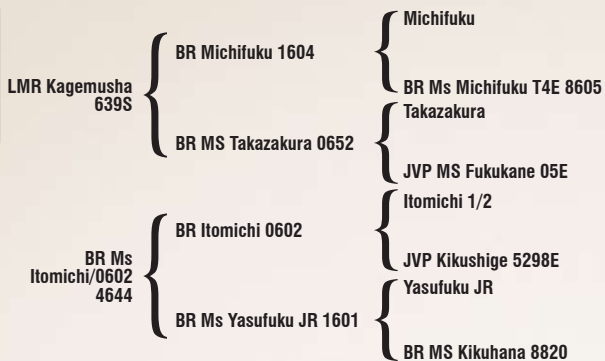 Michifuku
BR Michifuku 1604
BR Ms Michifuku T4E 8605
LMR Kagemusha
639S
Takazakura
BR MS Takazakura 0652
JVP MS Fukukane 05E
Itomichi 1/2
BR Itomichi 0602
JVP Kikushige 5298E
BR Ms
Itomichi/0602
4644
Yasufuku JR
BR Ms Yasufuku JR 1601
BR MS Kikuhana 8820